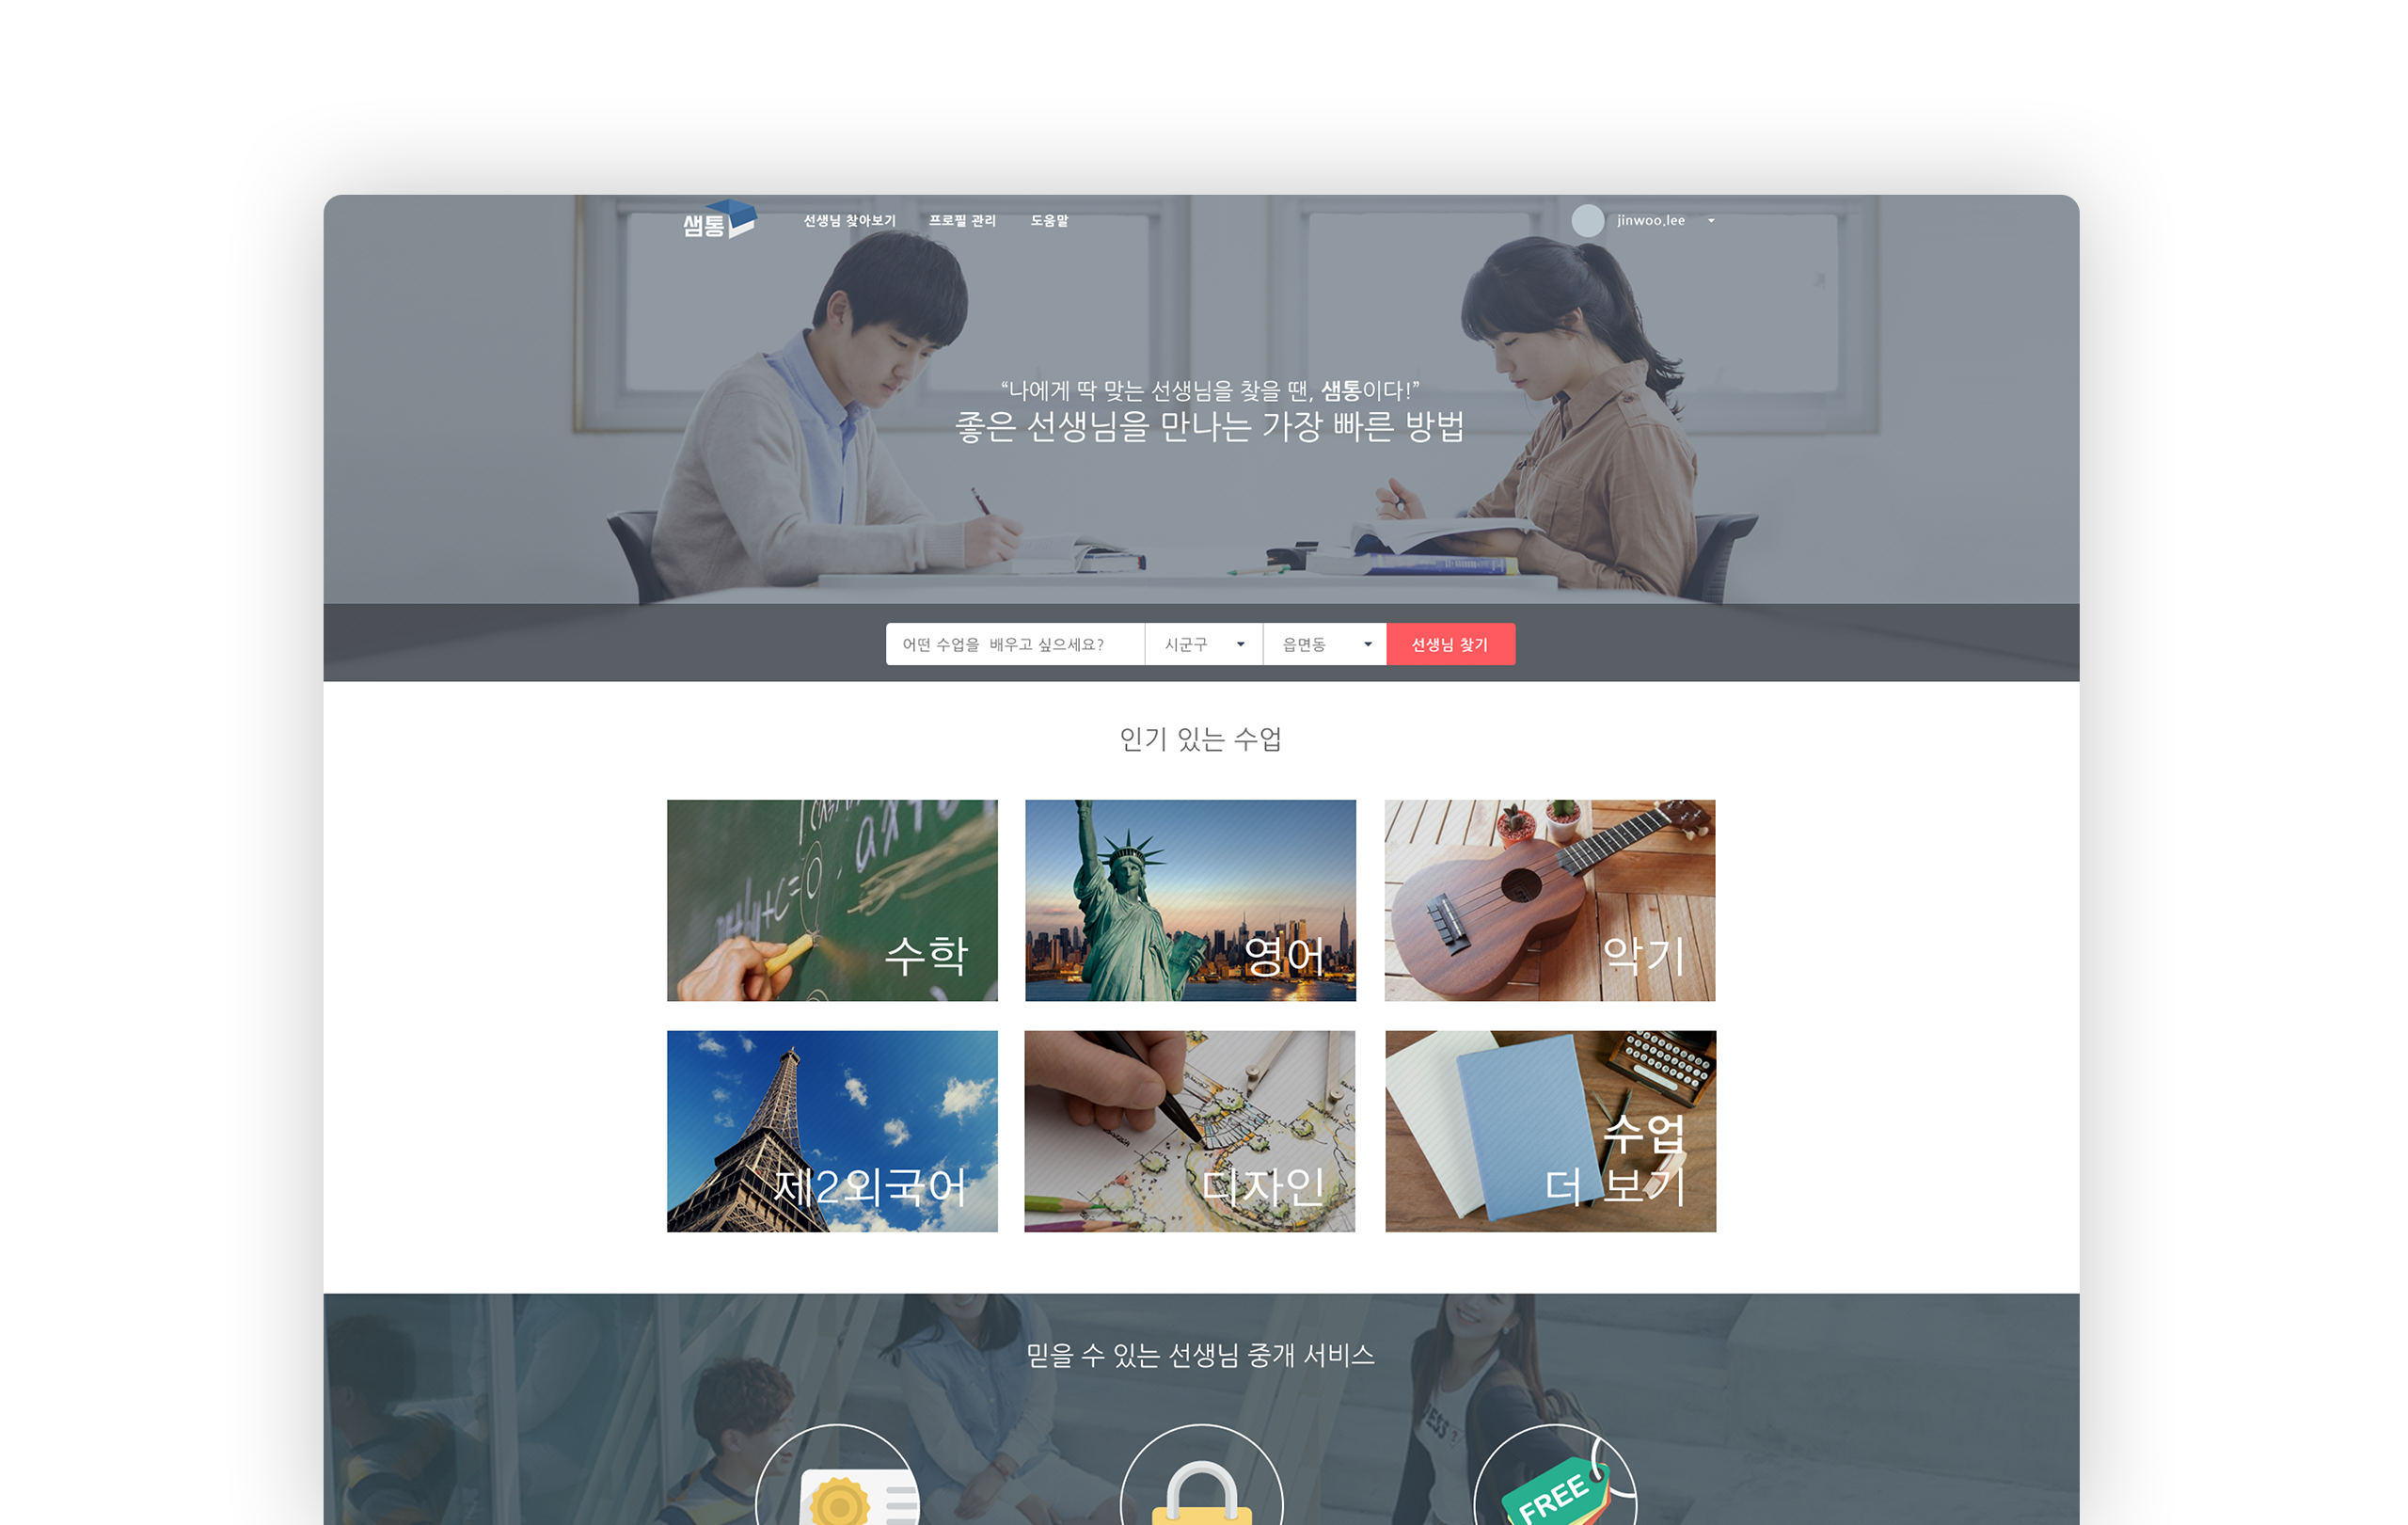 샘통
선생님 찾아보기
프로필 관리
도움말
jinwoo.lee
“나에게 딱 맞는 선생님을 찾을 땐, 샘통이다!”
좋은 선생님을 만나는 가장 빠른 방법
어떤 수업을 배우고 싶으세요?
시군구
읍면동
선생님 찾기
인기 있는 수업
수학
영어
악기
제2외국어
디자인
수업
더 보기
믿을 수 있는 선생님 중개 서비스
FREE